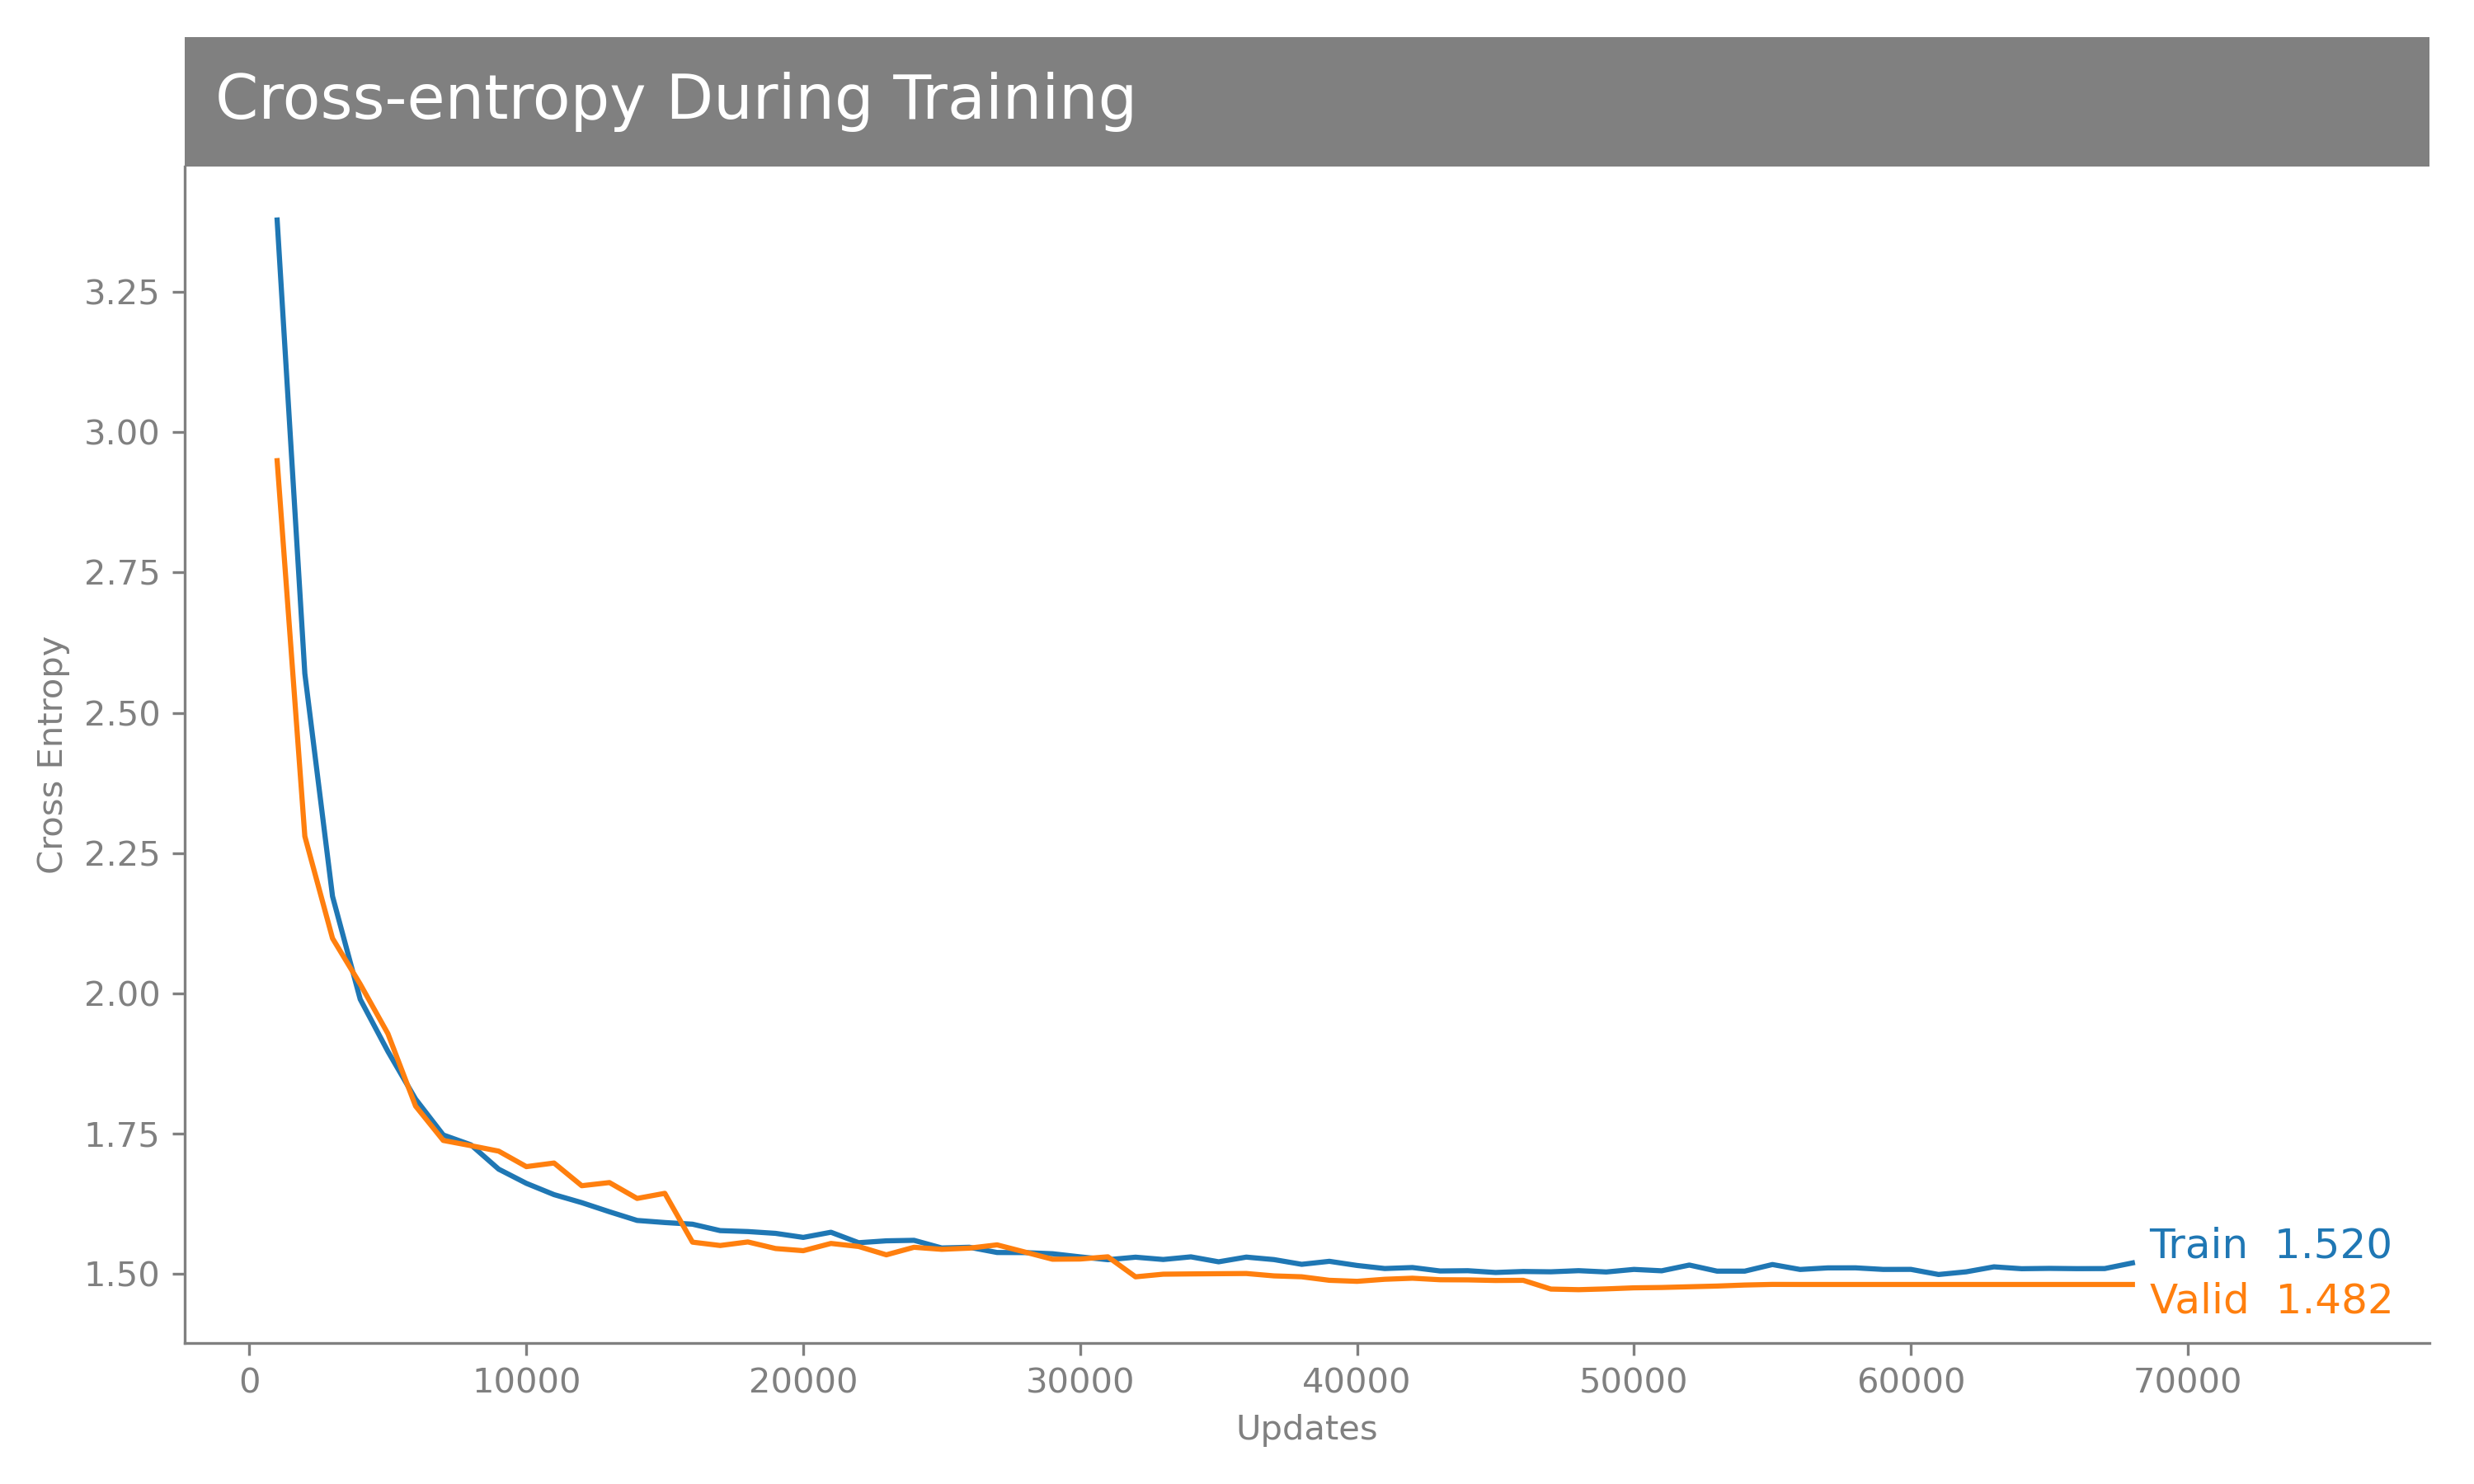 Cross-entropy During Training
3.25
3.00
2.75
2.50
2.25
2.00
1.75
1.50
Cross Entropy
Train 1.520
Valid 1.482
0 10000 20000 30000 40000 50000 60000 70000
Updates